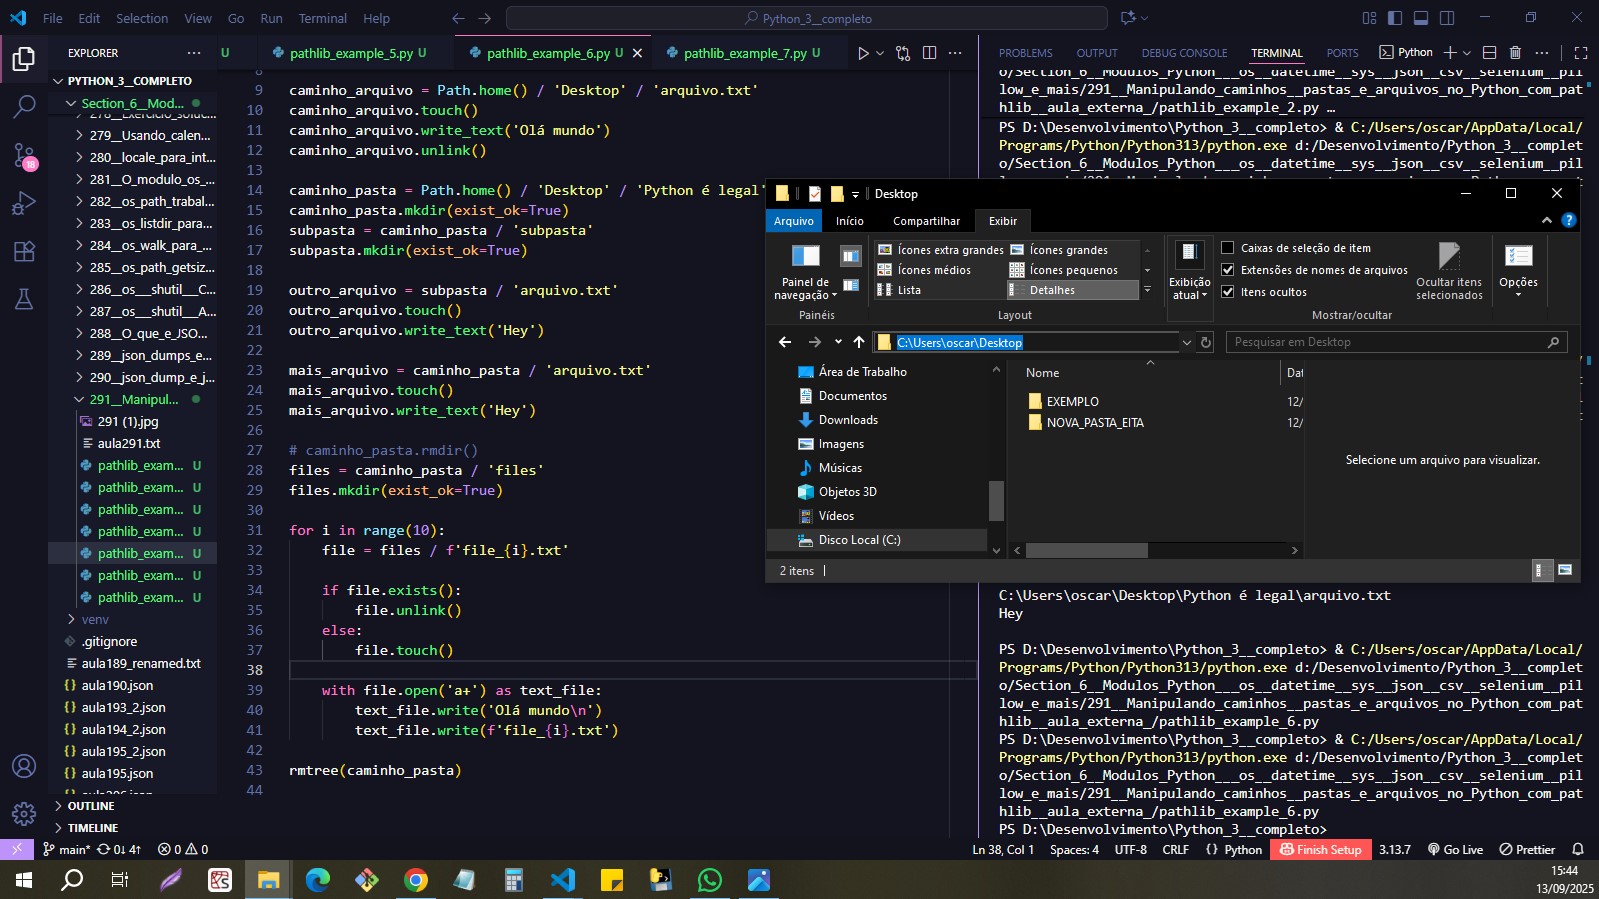 File Edit Selection View Go Run Terminal Help
Python_3__completo
EXPLORER
PYTHON_3__COMPLETO
Section_6__Mod...
279__Usando_calen...
280__locale_para_int...
281__O_modulo_os_...
282__os_path_trabal...
283__os_listdir_para...
284__os_walk_para_...
285__os_path_getsiz...
286__os___shutil___C...
287__os___shutil___A...
288__O_que_e_JSO...
289__json_dumps_e...
290__json_dump_e_j...
291__Manipul...
291 (1).jpg
aula291.txt
pathlib_exam... U
pathlib_exam... U
pathlib_exam... U
pathlib_exam... U
pathlib_exam... U
pathlib_exam... U
pathlib_exam... U
venv
.gitignore
aula189_renamed.txt
aula190.json
aula193_2.json
aula194_2.json
aula195_2.json
aula195.json
OUTLINE
TIMELINE
U pathlib_example_5.py U pathlib_example_6.py U pathlib_example_7.py U
9 caminho_arquivo = Path.home() / 'Desktop' / 'arquivo.txt'
10 caminho_arquivo.touch()
11 caminho_arquivo.write_text('Olá mundo')
12 caminho_arquivo.unlink()
13
14 caminho_pasta = Path.home() / 'Desktop' / 'Python é legal'
15 caminho_pasta.mkdir(exist_ok=True)
16 subpasta = caminho_pasta / 'subpasta'
17 subpasta.mkdir(exist_ok=True)
18
19 outro_arquivo = subpasta / 'arquivo.txt'
20 outro_arquivo.touch()
21 outro_arquivo.write_text('Hey')
22
23 mais_arquivo = caminho_pasta / 'arquivo.txt'
24 mais_arquivo.touch()
25 mais_arquivo.write_text('Hey')
26
27 # caminho_pasta.rmdir()
28 files = caminho_pasta / 'files'
29 files.mkdir(exist_ok=True)
30
31 for i in range(10):
32 file = files / f'file_{i}.txt'
33
34 if file.exists():
35 file.unlink()
36 else:
37 file.touch()
38
39 with file.open('a+') as text_file:
40 text_file.write('Olá mundo\n')
41 text_file.write(f'file_{i}.txt')
42
43 rmtree(caminho_pasta)
44
PROBLEMS OUTPUT DEBUG CONSOLE TERMINAL PORTS Python
o/Section_6__Modulos_Python___os__datetime__sys__json__csv__selenium__pil
low_e_mais/291__Manipulando_caminhos__pastas_e_arquivos_no_Python_com_pat
hlib__aula_externa_/pathlib_example_2.py …
PS D:\Desenvolvimento\Python_3__completo> & C:/Users/oscar/AppData/Local/
Programs/Python/Python313/python.exe d:/Desenvolvimento/Python_3__complet
o/Section_6__Modulos_Python___os__datetime__sys__json__csv__selenium__pil
Desktop
Arquivo Início Compartilhar Exibir
Painel de navegação
Painéis
Ícones extra grandes Ícones grandes
Ícones médios Ícones pequenos
Lista Detalhes
Layout
Exibição atual
Caixas de seleção de item
Extensões de nomes de arquivos
Itens ocultos
Ocultar itens selecionados
Mostrar/ocultar
Opções
C:\Users\oscar\Desktop
Pesquisar em Desktop
Área de Trabalho
Documentos
Downloads
Imagens
Músicas
Objetos 3D
Vídeos
Disco Local (C:)
Nome Dat
EXEMPLO 12/
NOVA_PASTA_EITA 12/
Selecione um arquivo para visualizar.
2 itens
C:\Users\oscar\Desktop\Python é legal\arquivo.txt
Hey
PS D:\Desenvolvimento\Python_3__completo> & C:/Users/oscar/AppData/Local/
Programs/Python/Python313/python.exe d:/Desenvolvimento/Python_3__complet
o/Section_6__Modulos_Python___os__datetime__sys__json__csv__selenium__pil
low_e_mais/291__Manipulando_caminhos__pastas_e_arquivos_no_Python_com_pat
hlib__aula_externa_/pathlib_example_6.py
PS D:\Desenvolvimento\Python_3__completo> & C:/Users/oscar/AppData/Local/
Programs/Python/Python313/python.exe d:/Desenvolvimento/Python_3__complet
o/Section_6__Modulos_Python___os__datetime__sys__json__csv__selenium__pil
low_e_mais/291__Manipulando_caminhos__pastas_e_arquivos_no_Python_com_pat
hlib__aula_externa_/pathlib_example_6.py
PS D:\Desenvolvimento\Python_3__completo>
18
main* 0↓ 4↑ 0 0 Ln 38, Col 1 Spaces: 4 UTF-8 CRLF {} Python Finish Setup 3.13.7 Go Live Prettier
15:44
13/09/2025